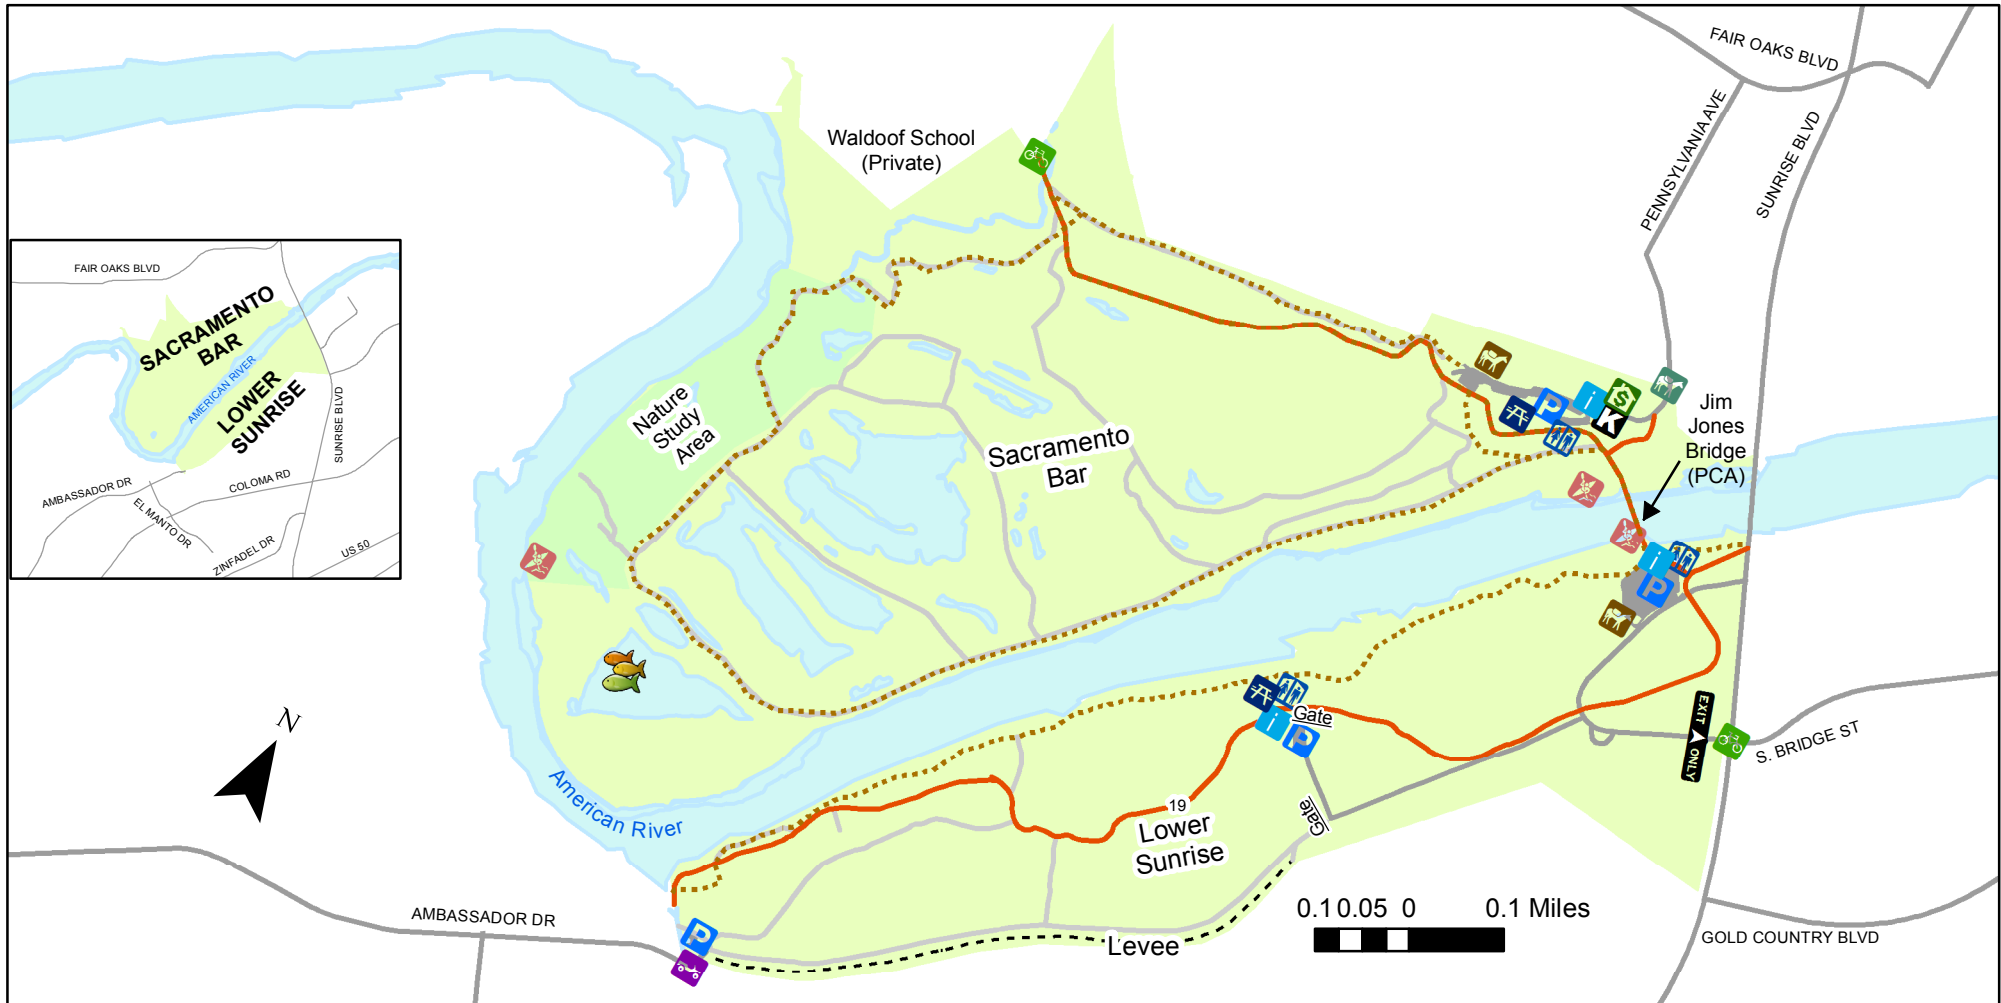 FAIR OAKS BLVD
PENNSYLVANIA AVE
SUNRISE BLVD
Waldoof School
(Private)
FAIR OAKS BLVD
SACRAMENTO
BAR
AMERICAN RIVER
LOWER
SUNRISE
SUNRISE BLVD
AMBASSADOR DR
COLOMA RD
EL MANTO DR
ZINFADEL DR
US 50
Nature
Study
Area
Sacramento
Bar
P
i
$
K
Jim
Jones
Bridge
(PCA)
i
P
N
Gate
i
P
EXIT ONLY
S. BRIDGE ST
American River
19
Gate
Lower
Sunrise
AMBASSADOR DR
P
Levee
0.1 0.05 0 0.1 Miles
GOLD COUNTRY BLVD